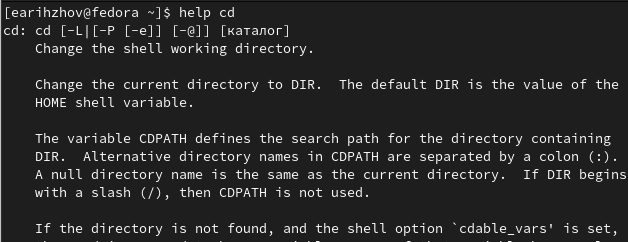 [earihzhov@fedora ~]$ help cd
cd: cd [-L|[-P [-e]] [-@]] [каталог]
Change the shell working directory.
Change the current directory to DIR.  The default DIR is the value of the
HOME shell variable.
The variable CDPATH defines the search path for the directory containing
DIR.  Alternative directory names in CDPATH are separated by a colon (:).
A null directory name is the same as the current directory.  If DIR begins
with a slash (/), then CDPATH is not used.
If the directory is not found, and the shell option `cdable_vars' is set,